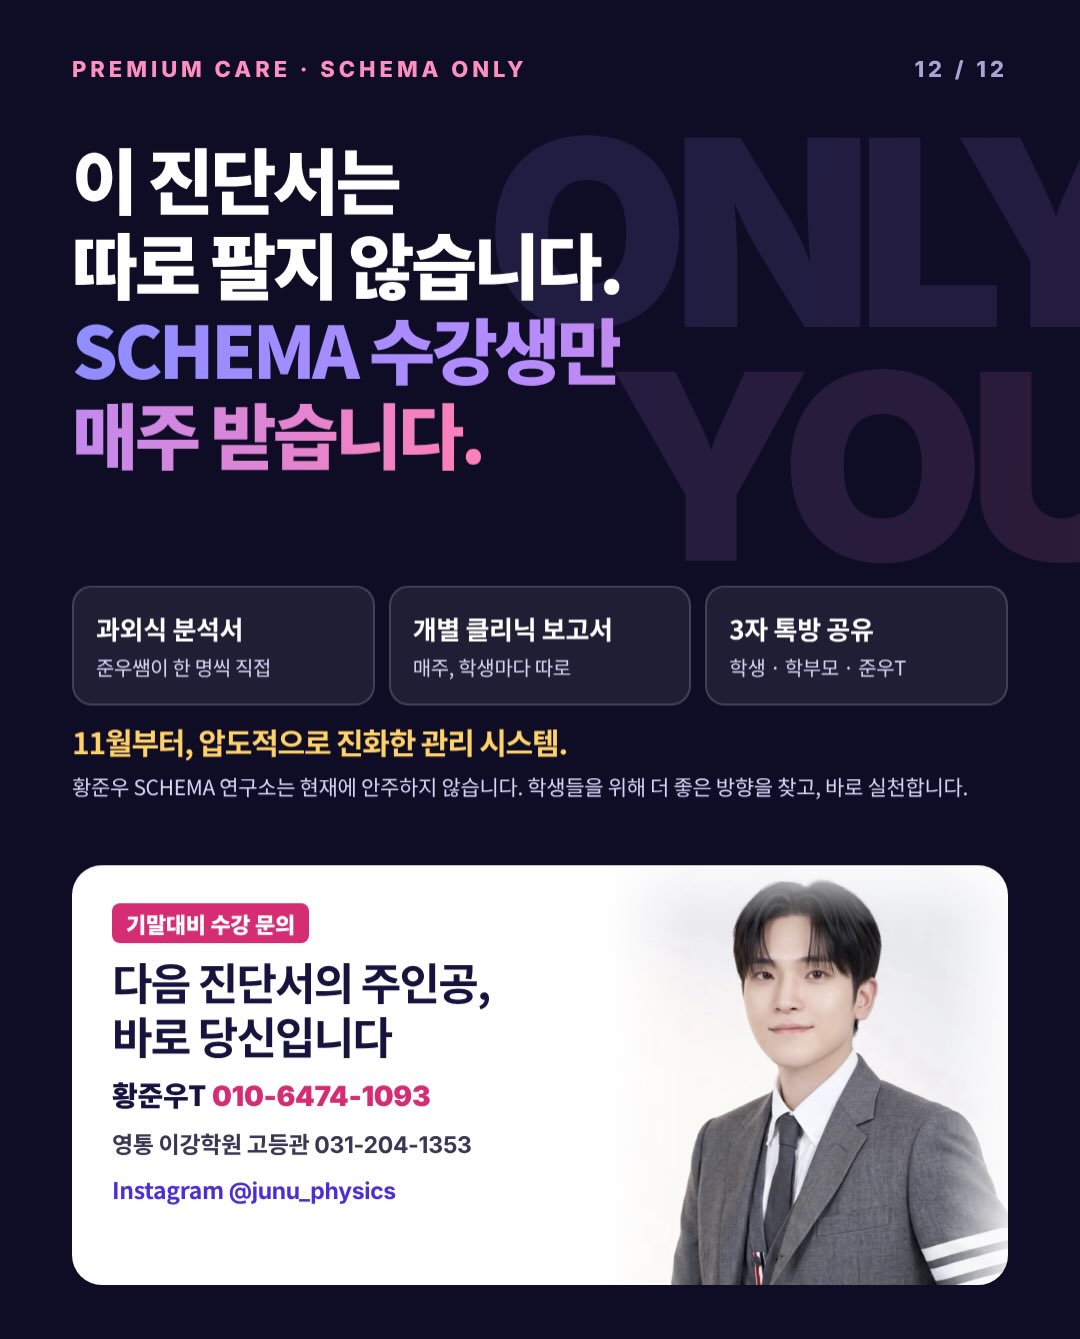 PREMIUM CARE · SCHEMA ONLY
12 / 12
ONLY
YOU
이 진단서는
따로 팔지 않습니다.
SCHEMA 수강생만
매주 받습니다.
과외식 분석서
준우쌤이 한 명씩 직접
개별 클리닉 보고서
매주, 학생마다 따로
3자 톡방 공유
학생 · 학부모 · 준우T
11월부터, 압도적으로 진화한 관리 시스템.
황준우 SCHEMA 연구소는 현재에 안주하지 않습니다. 학생들을 위해 더 좋은 방향을 찾고, 바로 실천합니다.
기말대비 수강 문의
다음 진단서의 주인공,
바로 당신입니다
황준우T 010-6474-1093
영통 이강학원 고등관 031-204-1353
Instagram @junu_physics